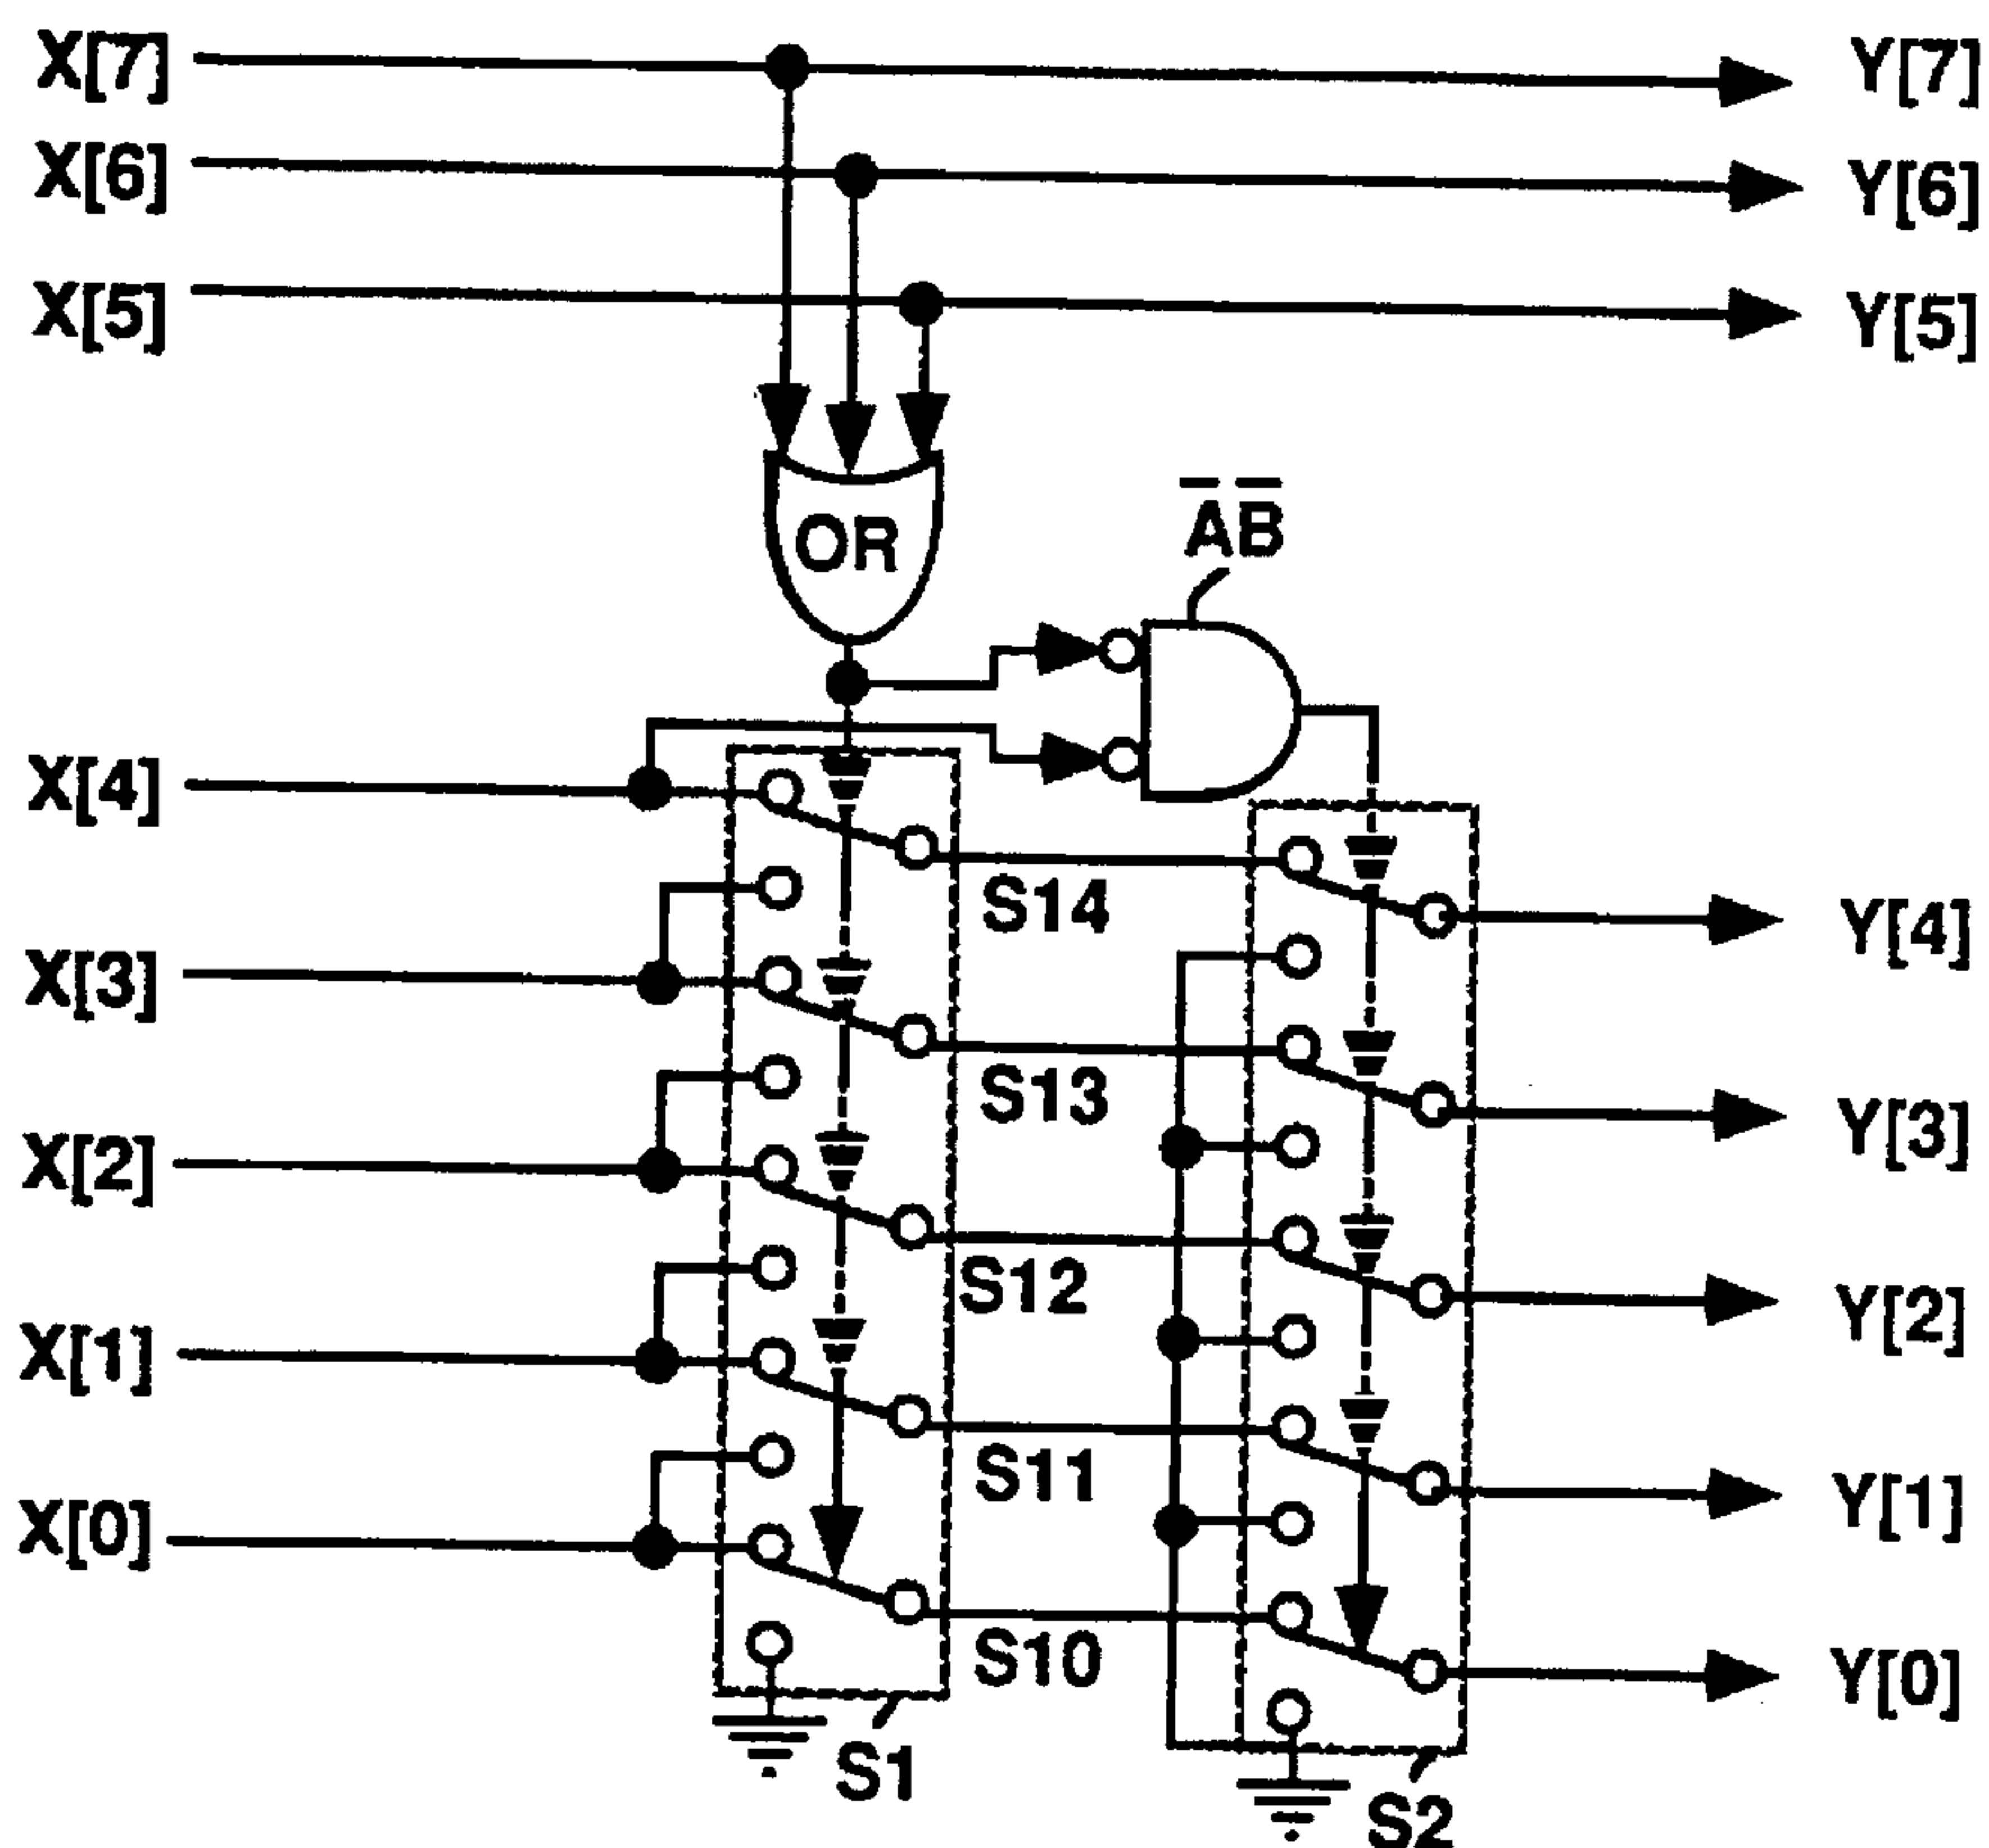 X[7] Y[7]
X[6] Y[6]
X[5] Y[5]
OR
A̅B̅
X[4]
S14
Y[4]
X[3]
S13
Y[3]
X[2]
S12
Y[2]
X[1]
S11
Y[1]
X[0]
S10
Y[0]
S1
S2